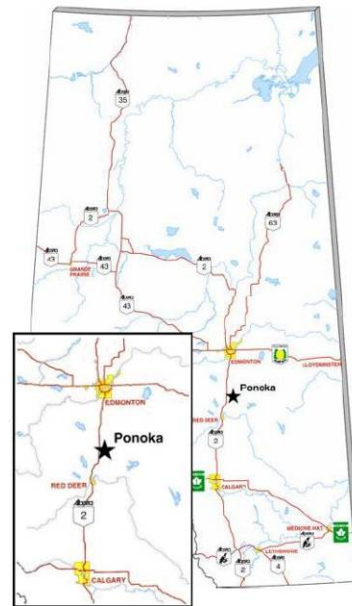 35
2
63
43
GRANDE
PRAIRIE
43
2
43
EDMONTON
LLOYDMINSTER
Ponoka
RED DEER
2
CALGARY
MEDICINE HAT
LETHBRIDGE
2
4
EDMONTON
Ponoka
RED DEER
2
CALGARY